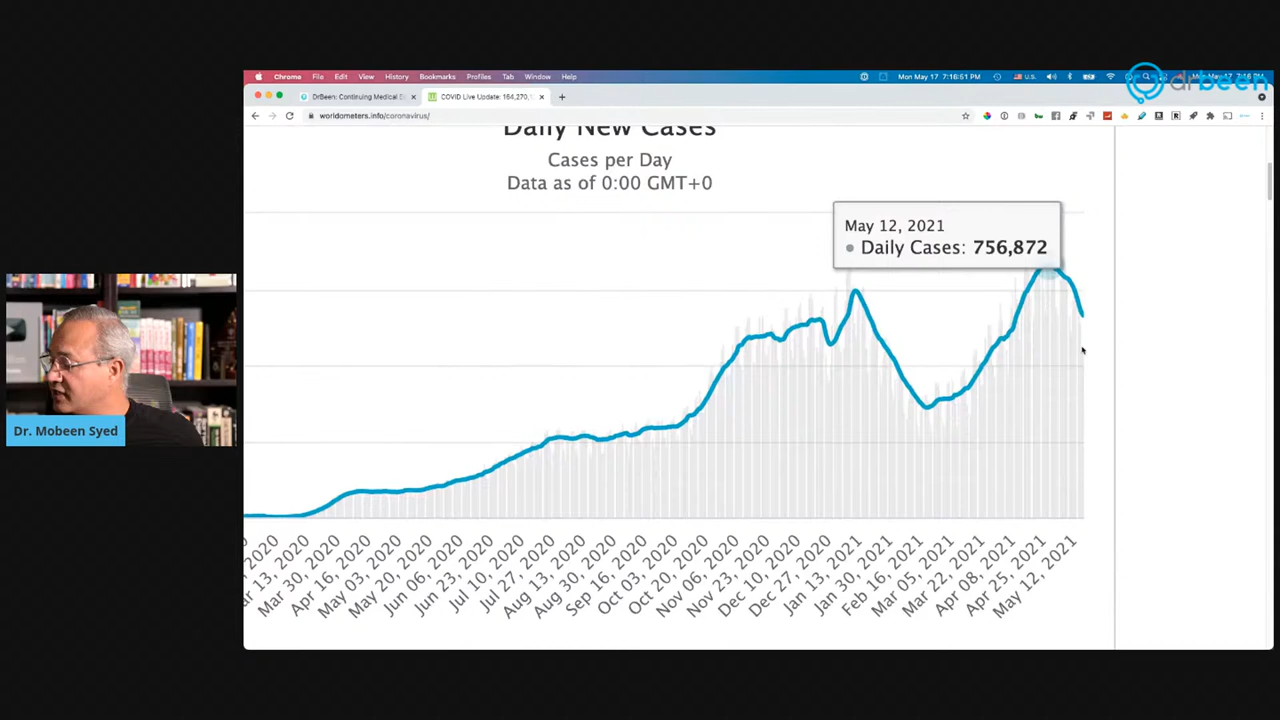 drbeen
Chrome File Edit View History Bookmarks Profiles Tab Window Help
U.S. Mon May 17 7:16:51 PM
DrBeen: Continuing Medical E
COVID Live Update: 164,270,
worldometers.info/coronavirus/
Daily New Cases
Cases per Day
Data as of 0:00 GMT+0
May 12, 2021
Daily Cases: 756,872
Dr. Mobeen Syed
2020
Mar 13, 2020
Mar 30, 2020
Apr 16, 2020
May 03, 2020
May 20, 2020
Jun 06, 2020
Jun 23, 2020
Jul 10, 2020
Jul 27, 2020
Aug 13, 2020
Aug 30, 2020
Sep 16, 2020
Oct 03, 2020
Oct 20, 2020
Nov 06, 2020
Nov 23, 2020
Dec 10, 2020
Dec 27, 2020
Jan 13, 2021
Jan 30, 2021
Feb 16, 2021
Mar 05, 2021
Mar 22, 2021
Apr 08, 2021
Apr 25, 2021
May 12, 2021